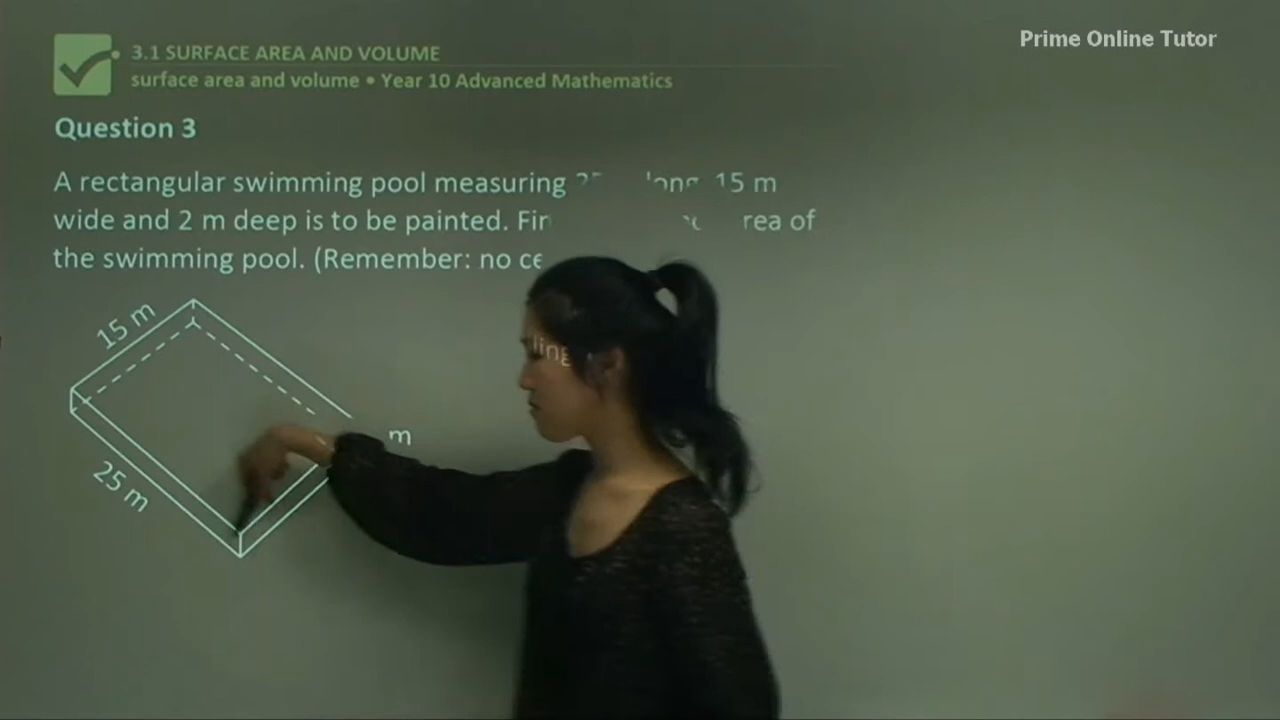 Prime Online Tutor
3.1 SURFACE AREA AND VOLUME
surface area and volume • Year 10 Advanced Mathematics
Question 3
A rectangular swimming pool measuring 15 m
wide and 2 m deep is to be painted. of
the swimming pool. (Remember: no
15 m
m
25 m